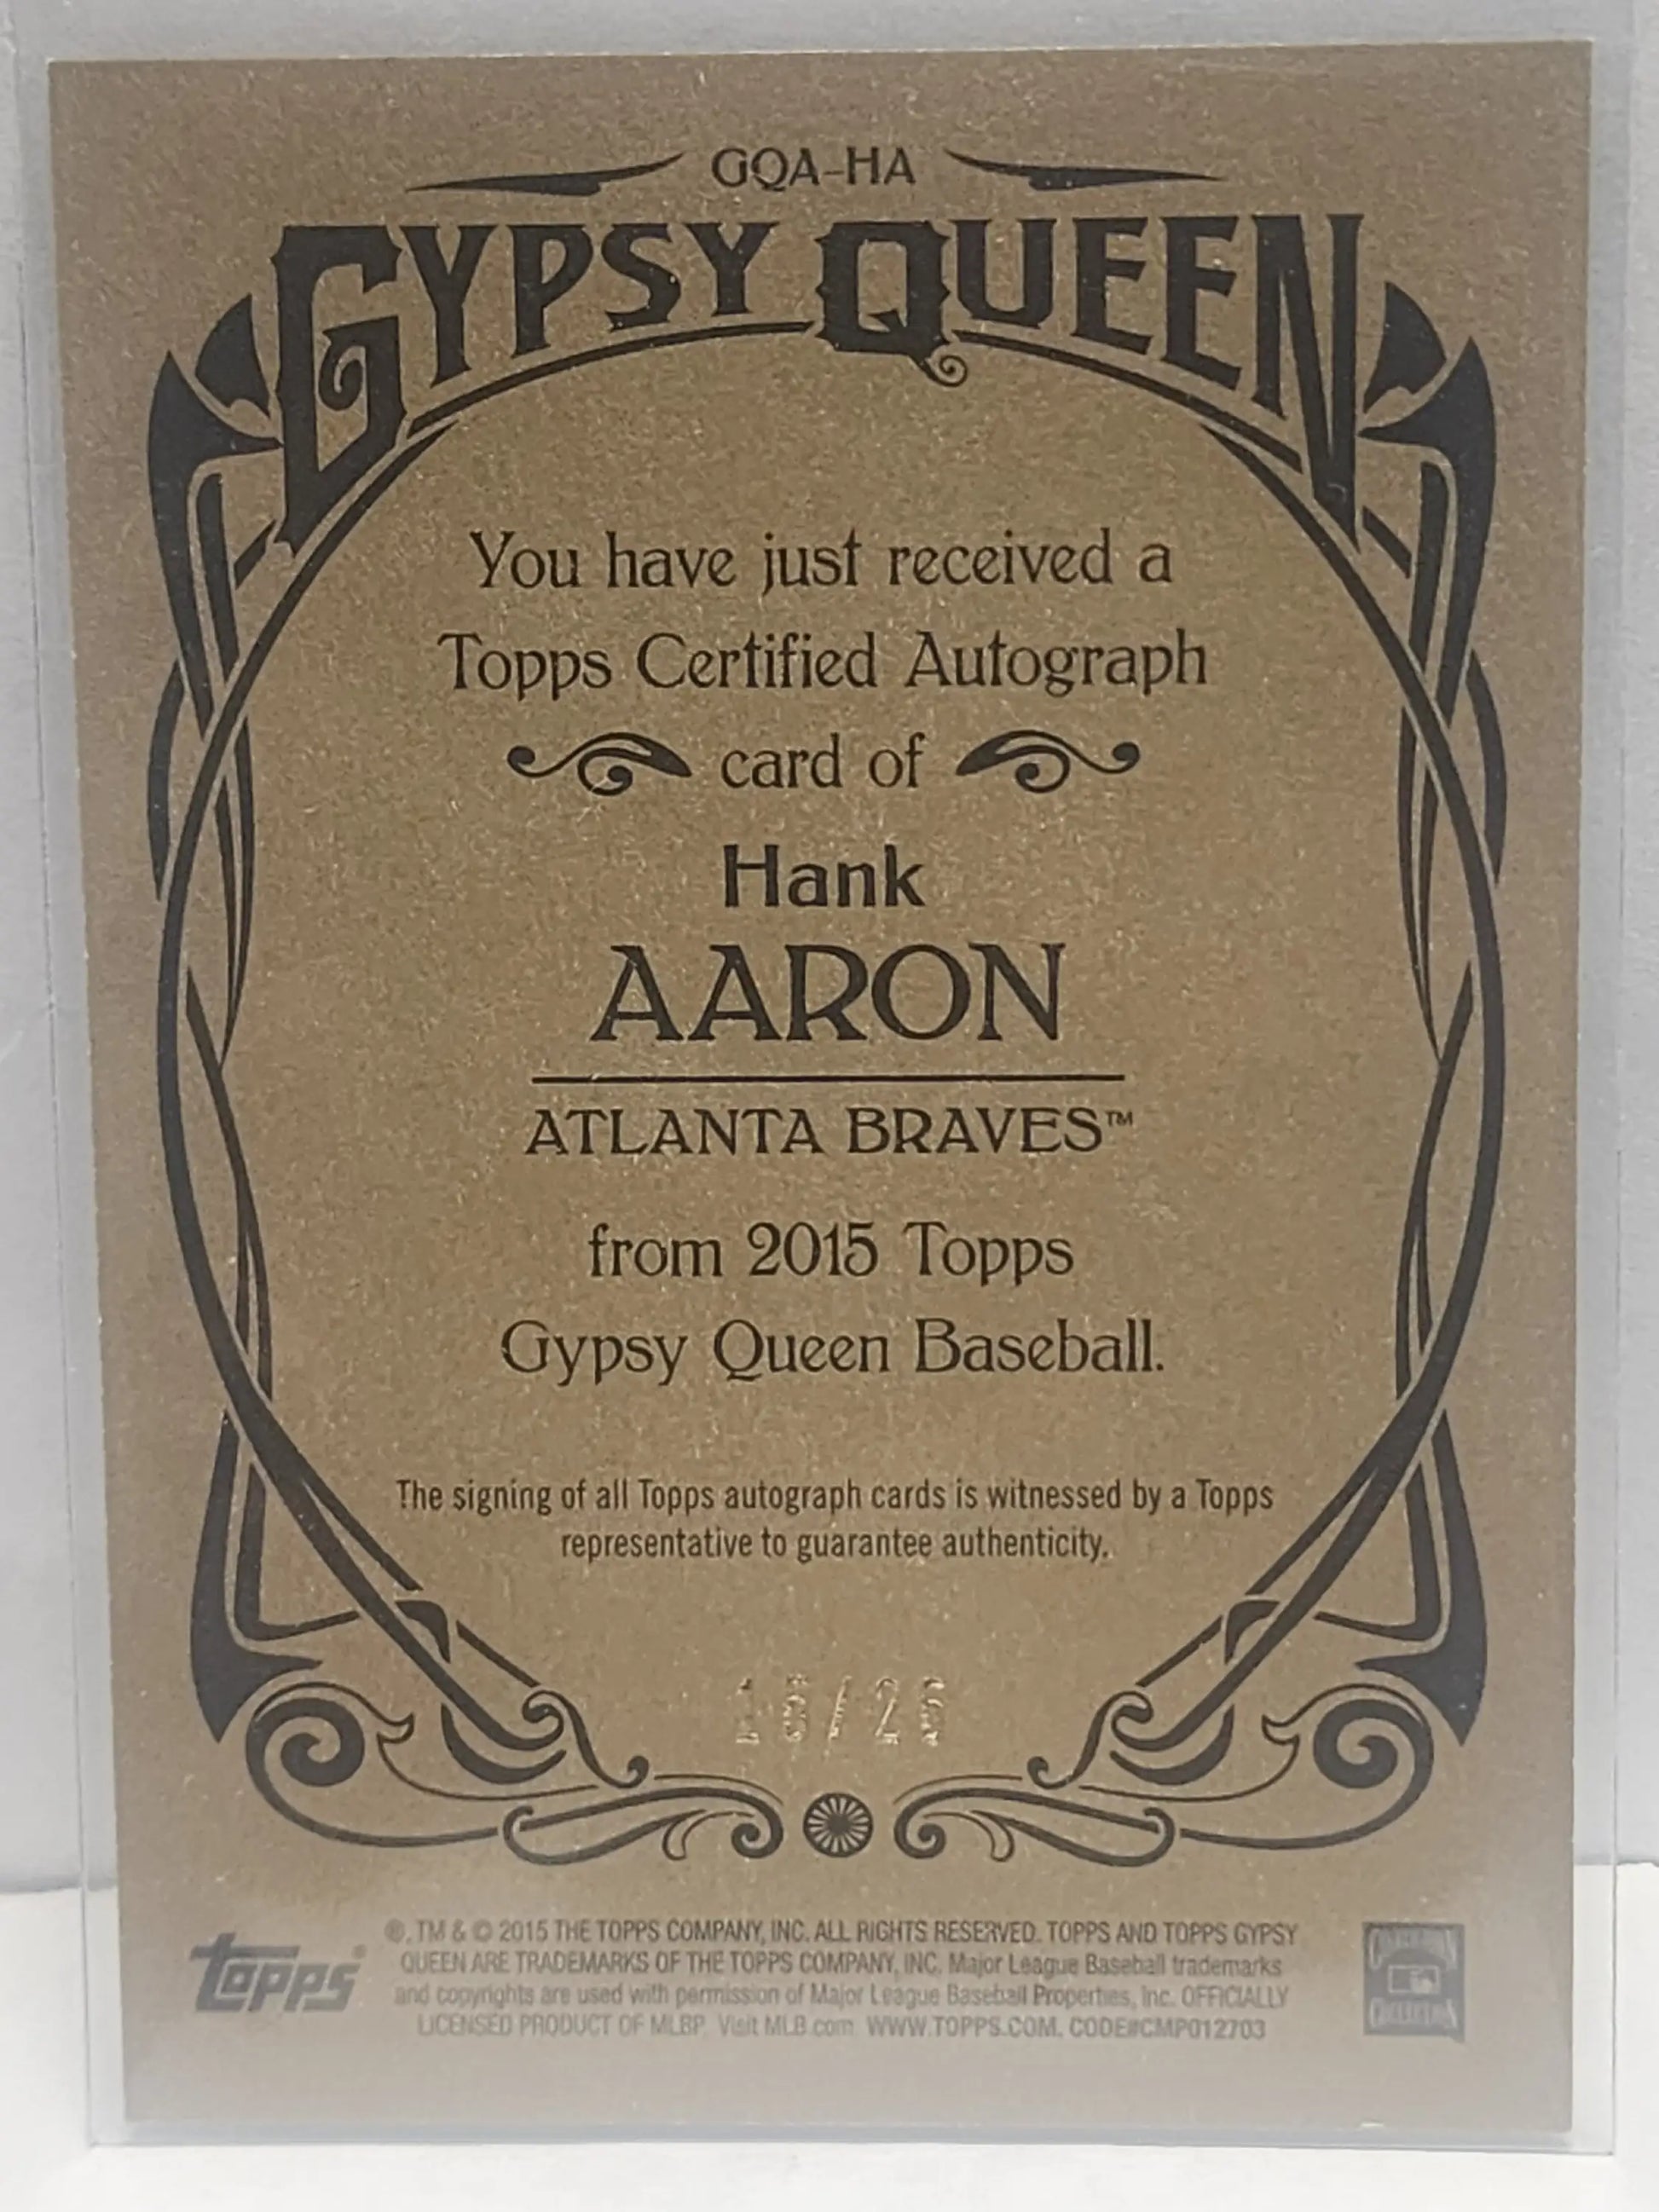 GQA-HA
GYPSY QUEEN
You have just received a
Topps Certified Autograph
card of
Hank
AARON
ATLANTA BRAVES™
from 2015 Topps
Gypsy Queen Baseball.
The signing of all Topps autograph cards is witnessed by a Topps
representative to guarantee authenticity.
Topps®
®, TM & © 2015 THE TOPPS COMPANY, INC. ALL RIGHTS RESERVED. TOPPS AND TOPPS GYPSY
QUEEN ARE TRADEMARKS OF THE TOPPS COMPANY, INC. Major League Baseball trademarks
and copyrights are used with permission of Major League Baseball Properties, Inc. OFFICIALLY
LICENSED PRODUCT OF MLBP. Visit MLB.com WWW.TOPPS.COM. CODE#CMP012703
COLLECTION